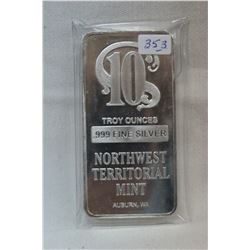 353
10
TROY OUNCES
.999 FINE SILVER
NORTHWEST
TERRITORIAL
MINT
AUBURN, WA